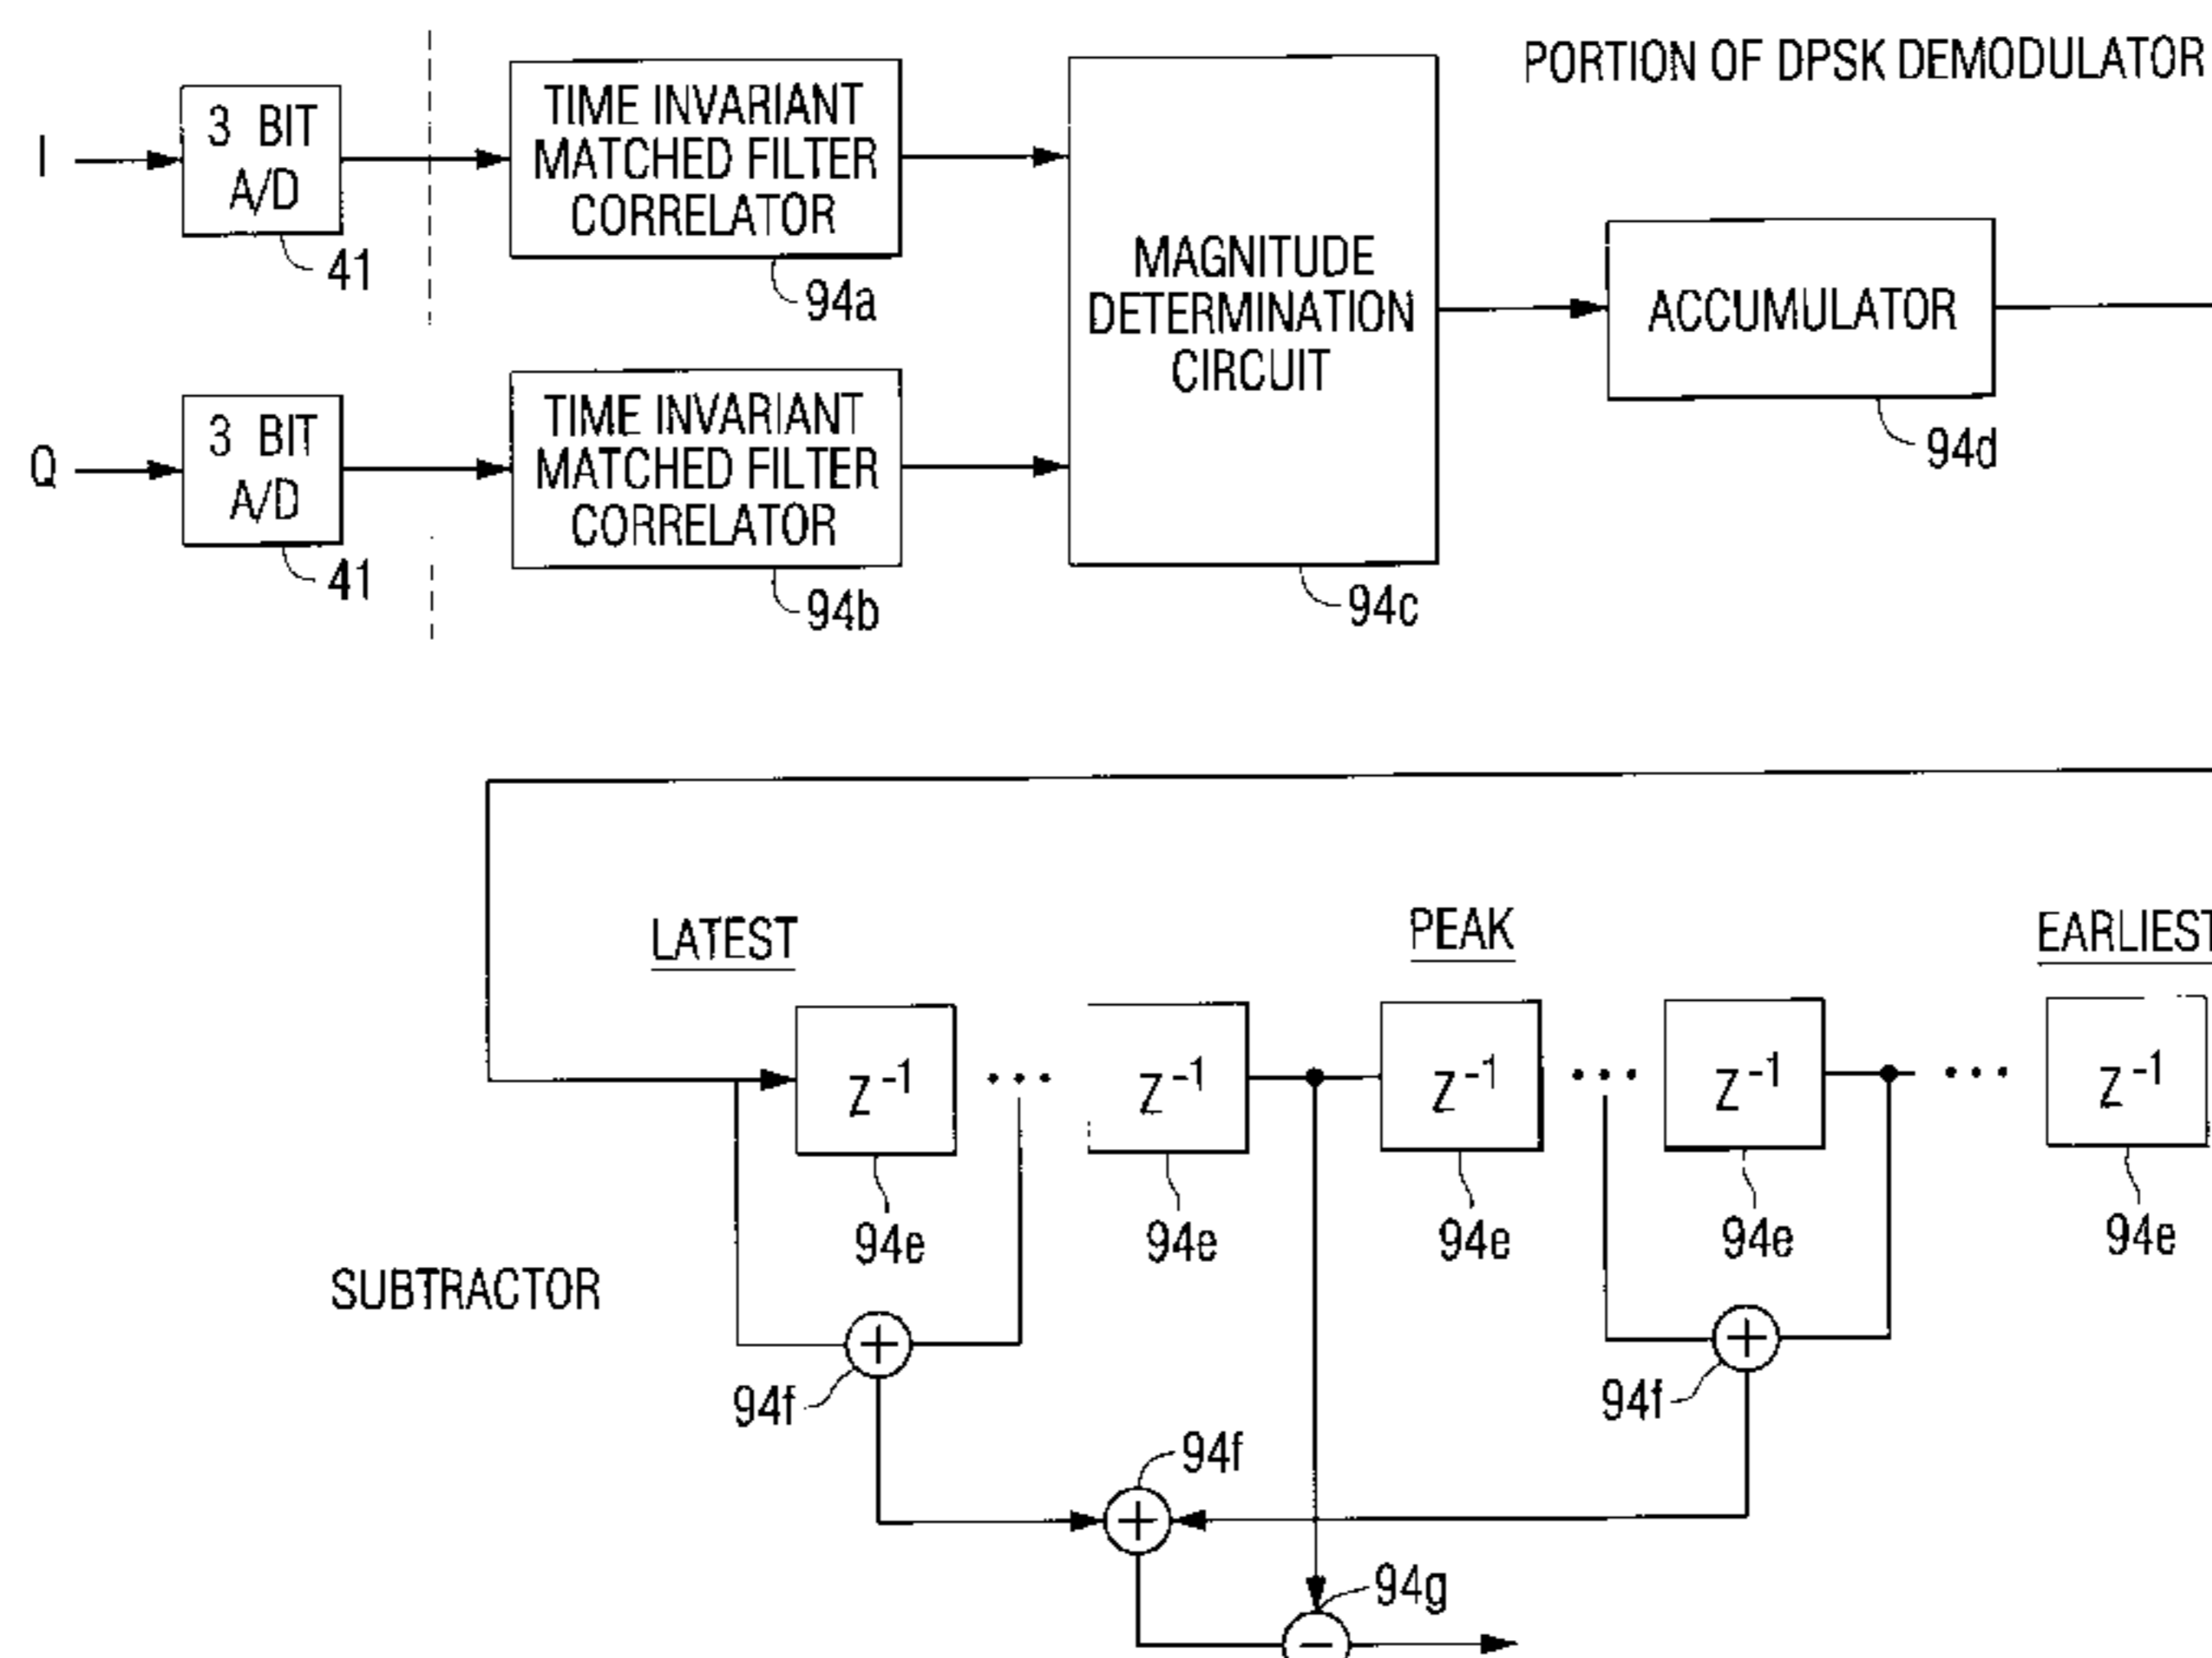 PORTION OF DPSK DEMODULATOR
I
3 BIT
A/D
41
TIME INVARIANT
MATCHED FILTER
CORRELATOR
94a
Q
3 BIT
A/D
41
TIME INVARIANT
MATCHED FILTER
CORRELATOR
94b
MAGNITUDE
DETERMINATION
CIRCUIT
94c
ACCUMULATOR
94d
LATEST
PEAK
EARLIEST
Z⁻¹
...
Z⁻¹
Z⁻¹
...
Z⁻¹
...
Z⁻¹
94e
94e
94e
94e
94e
SUBTRACTOR
+
+
94f
94f
94f
+
94g
−